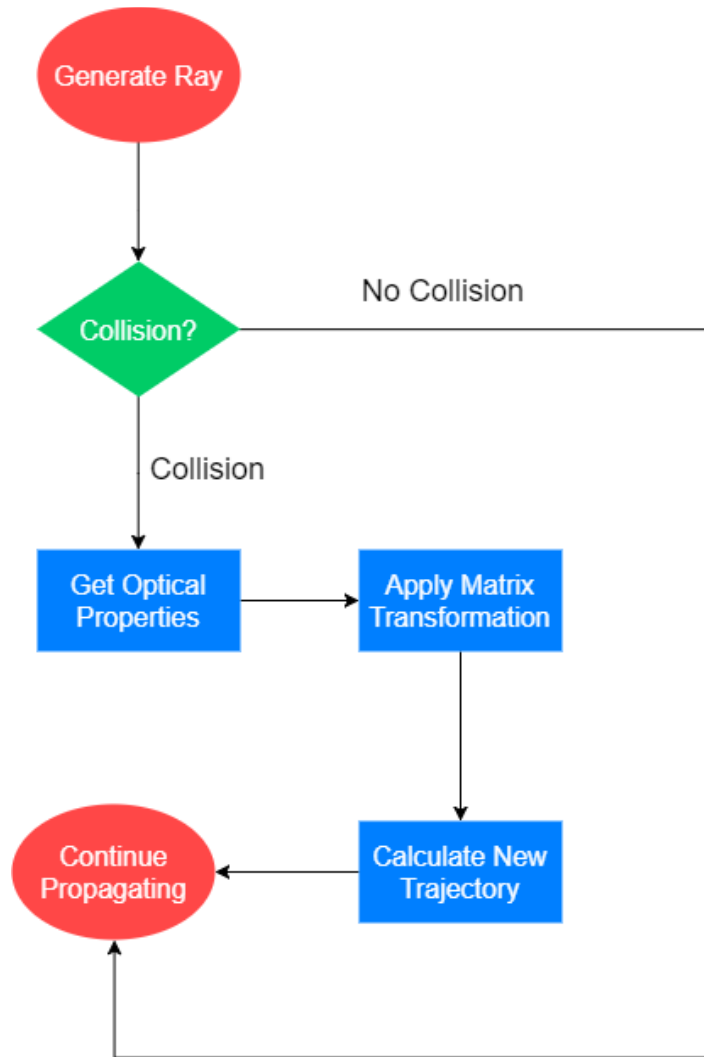 Generate Ray
Collision?
No Collision
Collision
Get Optical
Properties
Apply Matrix
Transformation
Calculate New
Trajectory
Continue
Propagating